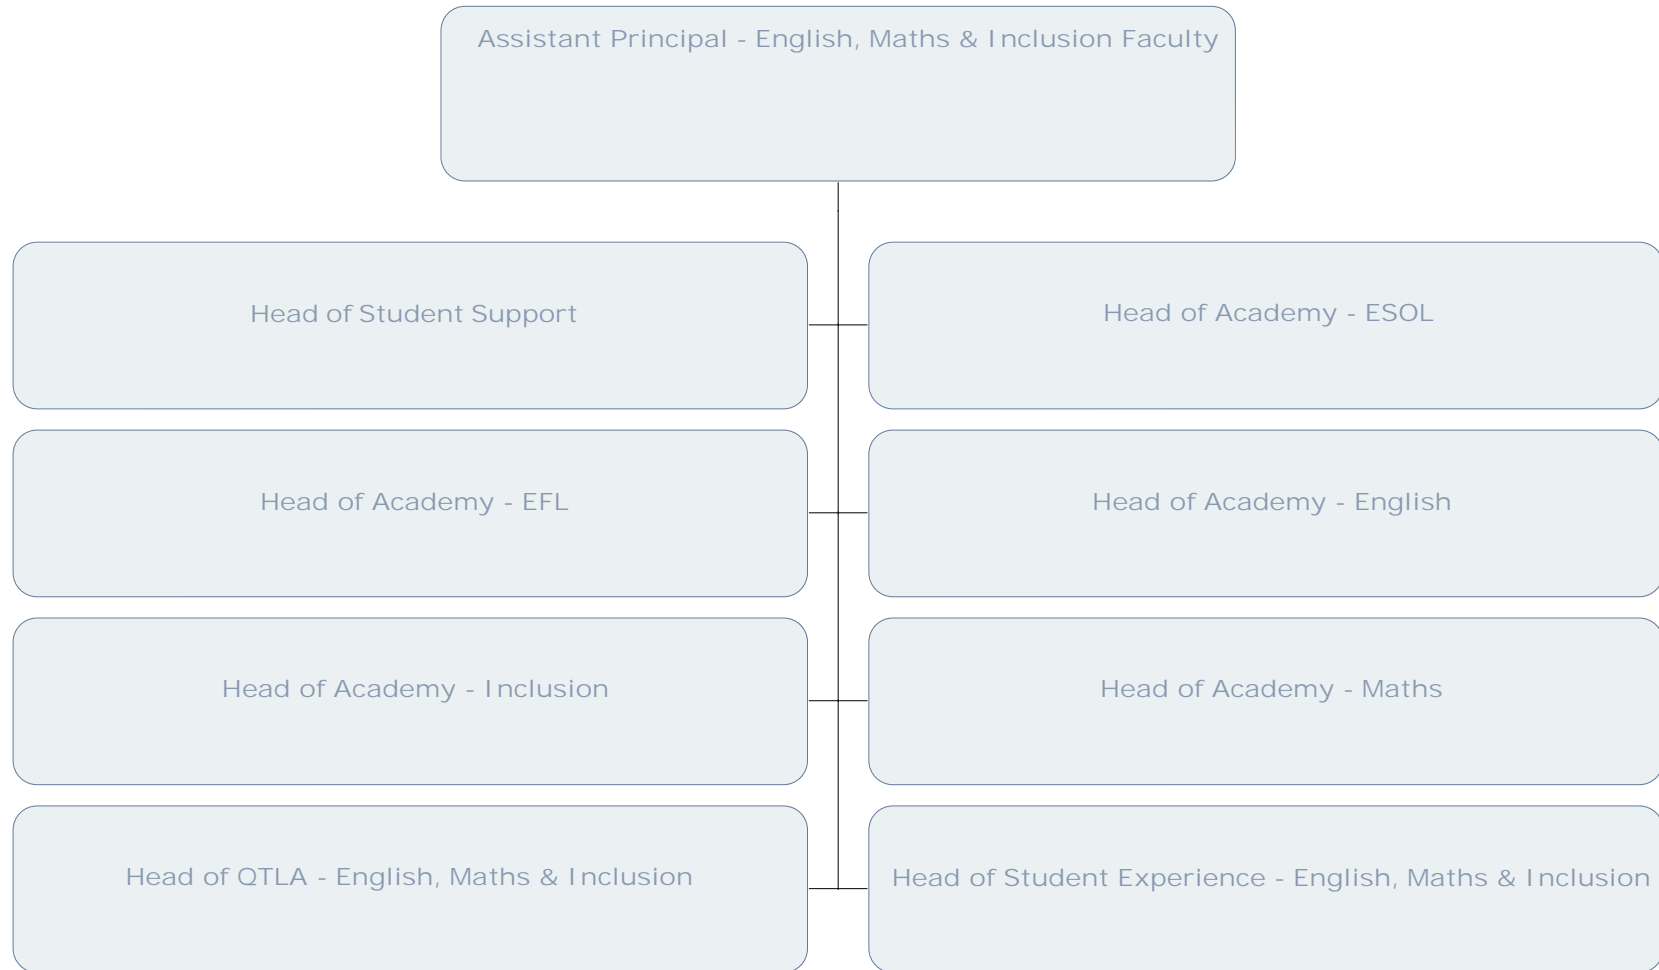 Assistant Principal - English, Maths & Inclusion Faculty
Head of Student Support
Head of Academy - ESOL
Head of Academy - EFL
Head of Academy - English
Head of Academy - Inclusion
Head of Academy - Maths
Head of QTLA - English, Maths & Inclusion
Head of Student Experience - English, Maths & Inclusion